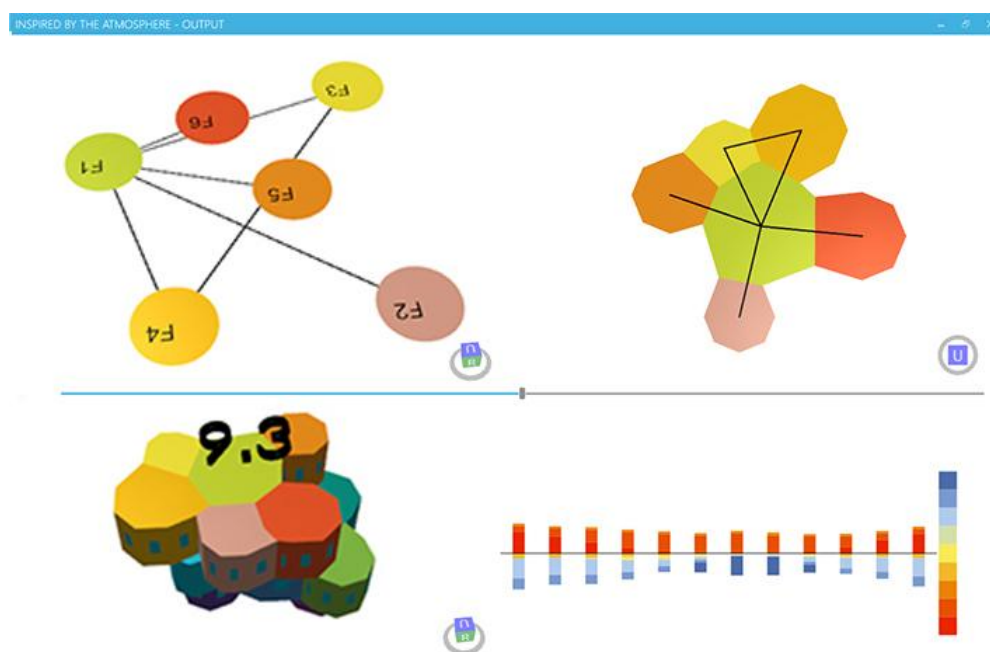 INSPIRED BY THE ATMOSPHERE - OUTPUT
F3
F6
F1
F5
F2
F4
U
R
U
9.3
U
R